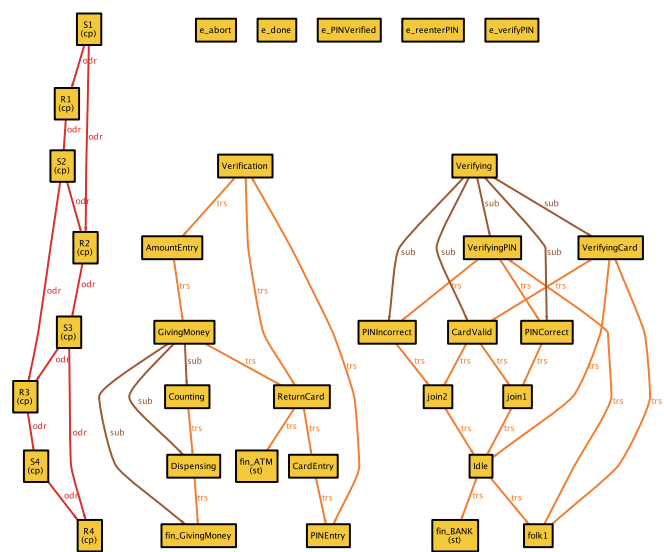 S1
(cp)
e_abort
e_done
e_PINVerified
e_reenterPIN
e_verifyPIN
odr
R1
(cp)
odr
odr
S2
(cp)
Verification
Verifying
odr
trs
sub
sub
R2
(cp)
AmountEntry
VerifyingPIN
VerifyingCard
sub
sub
sub
odr
odr
trs
trs
trs
trs
S3
(cp)
GivingMoney
PINIncorrect
CardValid
PINCorrect
odr
sub
trs
trs
trs
trs
trs
R3
(cp)
Counting
ReturnCard
join2
join1
sub
trs
trs
sub
odr
odr
trs
trs
trs
trs
trs
S4
(cp)
Dispensing
fin_ATM
(st)
CardEntry
Idle
odr
trs
trs
trs
trs
R4
(cp)
fin_GivingMoney
PINEntry
fin_BANK
(st)
folk1